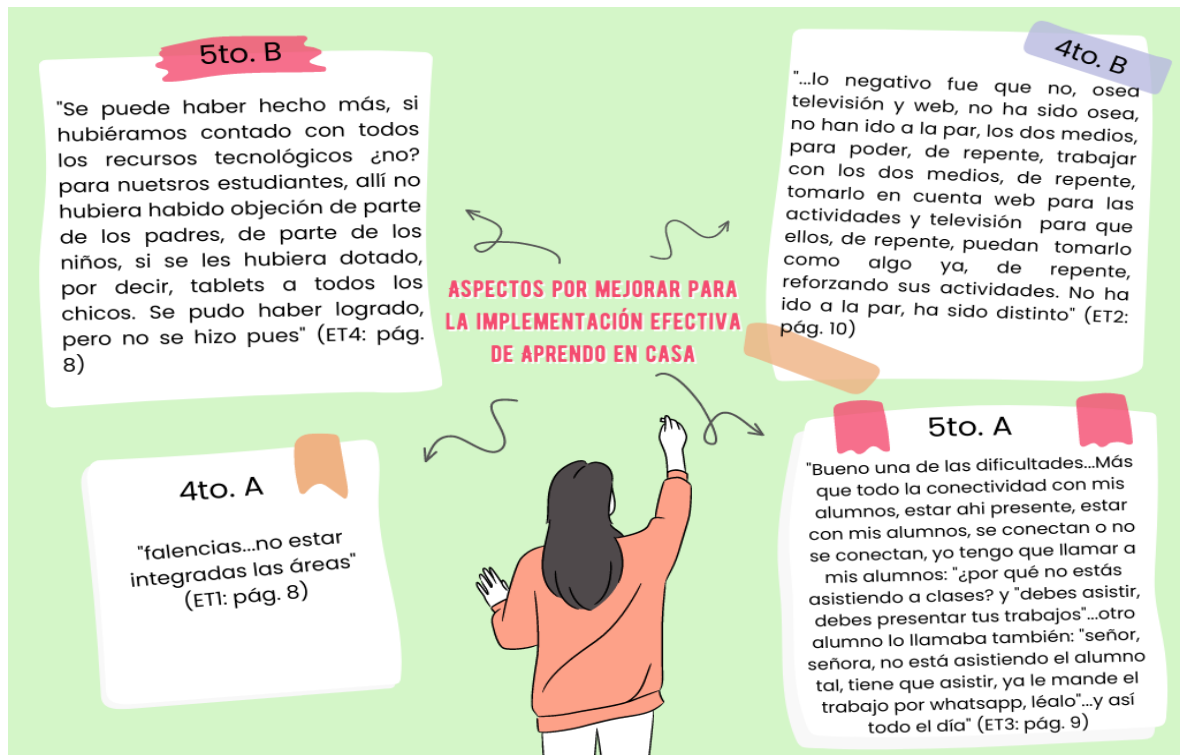 5to. B
"Se puede haber hecho más, si
hubiéramos contado con todos
los recursos tecnológicos ¿no?
para nuetsros estudiantes, allí no
hubiera habido objeción de parte
de los padres, de parte de los
niños, si se les hubiera dotado,
por decir, tablets a todos los
chicos. Se pudo haber logrado,
pero no se hizo pues" (ET4: pág.
8)
4to. B
"...lo negativo fue que no, osea
televisión y web, no ha sido osea,
no han ido a la par, los dos medios,
para poder, de repente, trabajar
con los dos medios, de repente,
tomarlo en cuenta web para las
actividades y televisión para que
ellos, de repente, puedan tomarlo
como algo ya, de repente,
reforzando sus actividades. No ha
ido a la par, ha sido distinto" (ET2:
pág. 10)
ASPECTOS POR MEJORAR PARA
LA IMPLEMENTACIÓN EFECTIVA
DE APRENDO EN CASA
4to. A
"falencias...no estar
integradas las áreas"
(ET1: pág. 8)
5to. A
"Bueno una de las dificultades...Más
que todo la conectividad con mis
alumnos, estar ahi presente, estar
con mis alumnos, se conectan o no
se conectan, yo tengo que llamar a
mis alumnos: "¿por qué no estás
asistiendo a clases? y "debes asistir,
debes presentar tus trabajos"...otro
alumno lo llamaba también: "señor,
señora, no está asistiendo el alumno
tal, tiene que asistir, ya le mande el
trabajo por whatsapp, léalo"...y así
todo el día" (ET3: pág. 9)